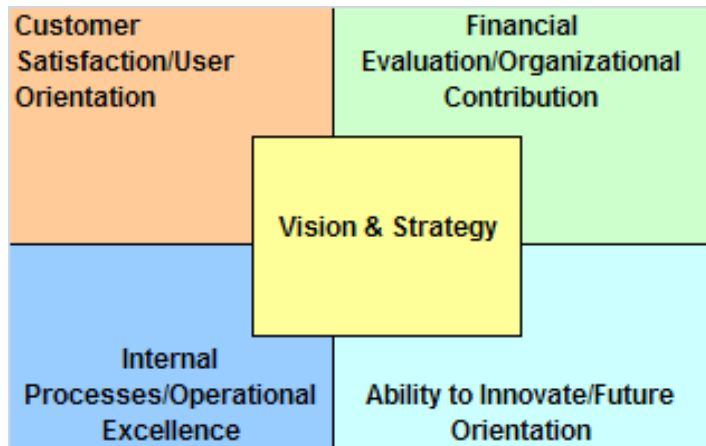 Customer
Satisfaction/User
Orientation
Financial
Evaluation/Organizational
Contribution
Vision & Strategy
Internal
Processes/Operational
Excellence
Ability to Innovate/Future
Orientation